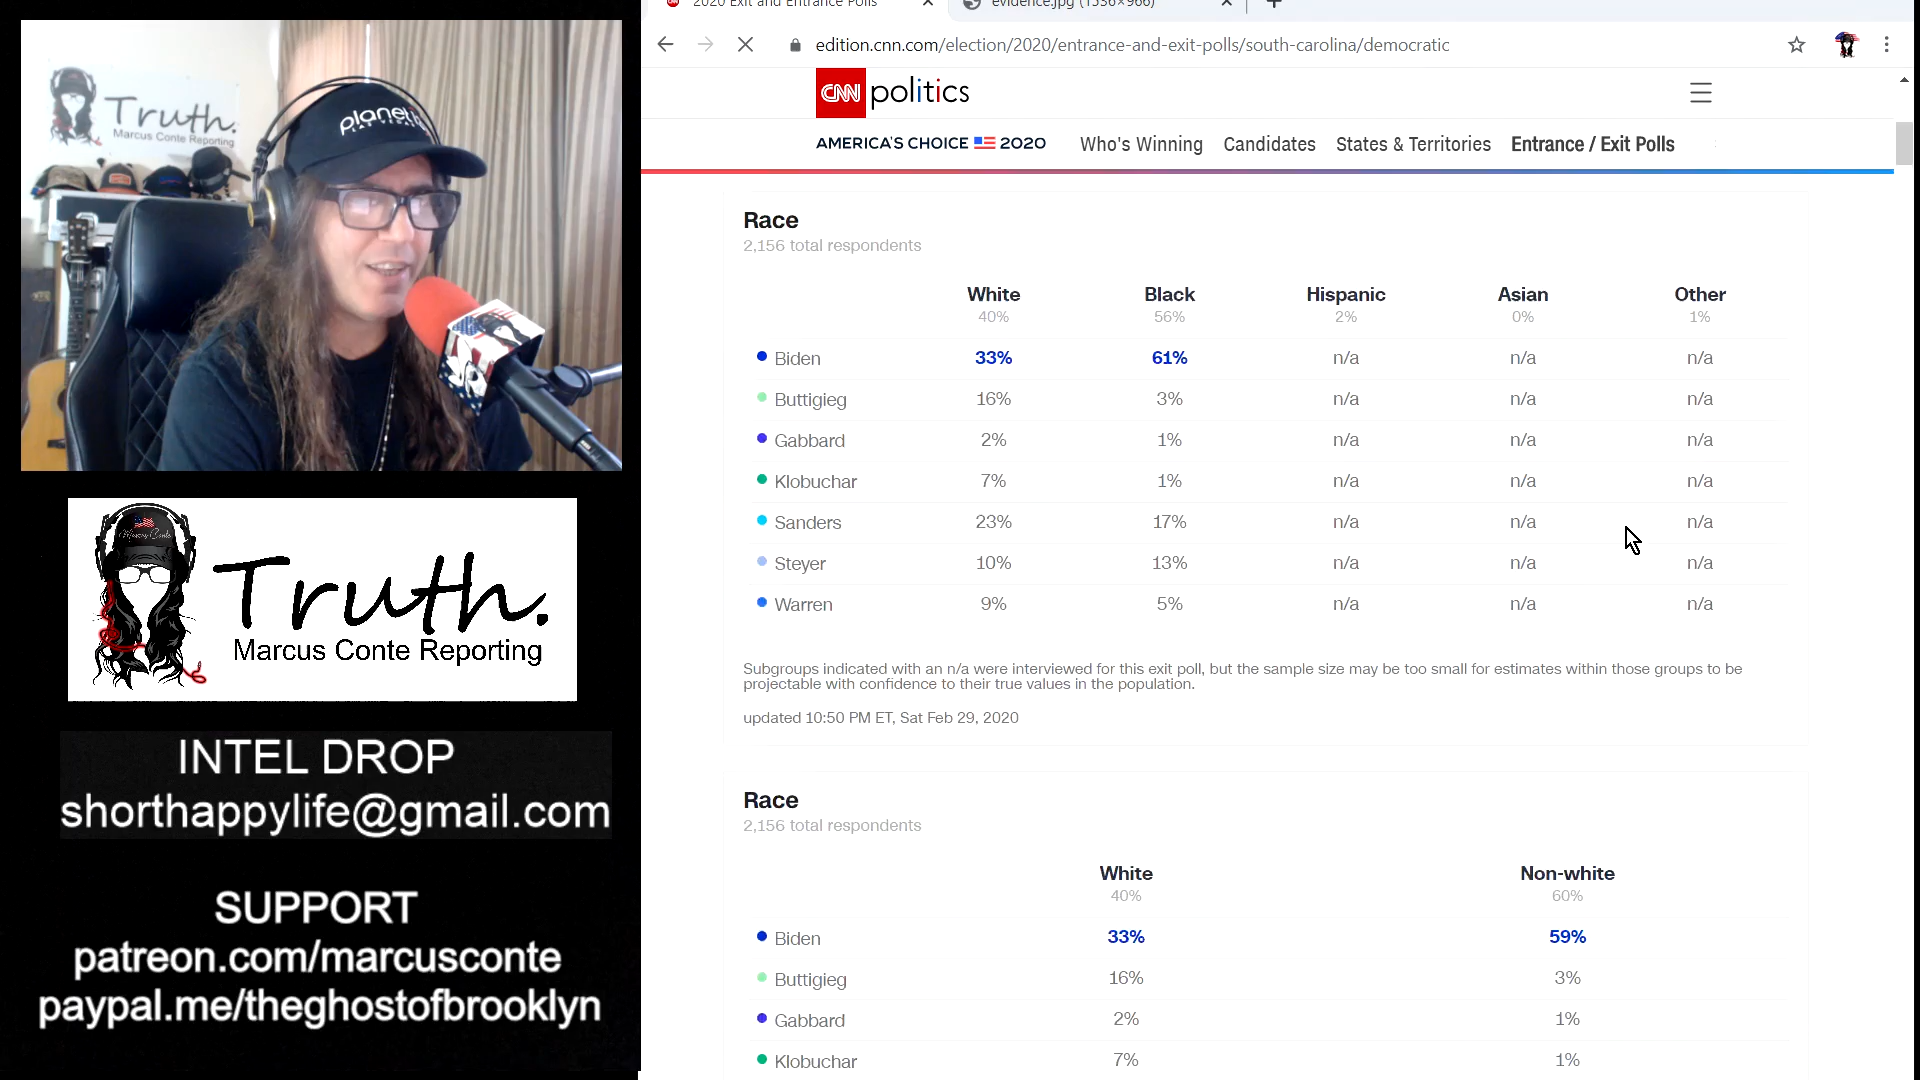 Truth.
Marcus Conte
planet
LAS VEGAS
Truth.
Marcus Conte Reporting
INTEL DROP
shorthappylife@gmail.com
SUPPORT
patreon.com/marcusconte
paypal.me/theghostofbrooklyn
2020 Exit and Entrance Polls
evidence.jpg (1536×966)
edition.cnn.com/election/2020/entrance-and-exit-polls/south-carolina/democratic
CNN politics
AMERICA'S CHOICE 2020 Who's Winning Candidates States & Territories Entrance / Exit Polls
Race
2,156 total respondents
White Black Hispanic Asian Other
40% 56% 2% 0% 1%
Biden 33% 61% n/a n/a n/a
Buttigieg 16% 3% n/a n/a n/a
Gabbard 2% 1% n/a n/a n/a
Klobuchar 7% 1% n/a n/a n/a
Sanders 23% 17% n/a n/a n/a
Steyer 10% 13% n/a n/a n/a
Warren 9% 5% n/a n/a n/a
Subgroups indicated with an n/a were interviewed for this exit poll, but the sample size may be too small for estimates within those groups to be
projectable with confidence to their true values in the population.
updated 10:50 PM ET, Sat Feb 29, 2020
Race
2,156 total respondents
White Non-white
40% 60%
Biden 33% 59%
Buttigieg 16% 3%
Gabbard 2% 1%
Klobuchar 7% 1%